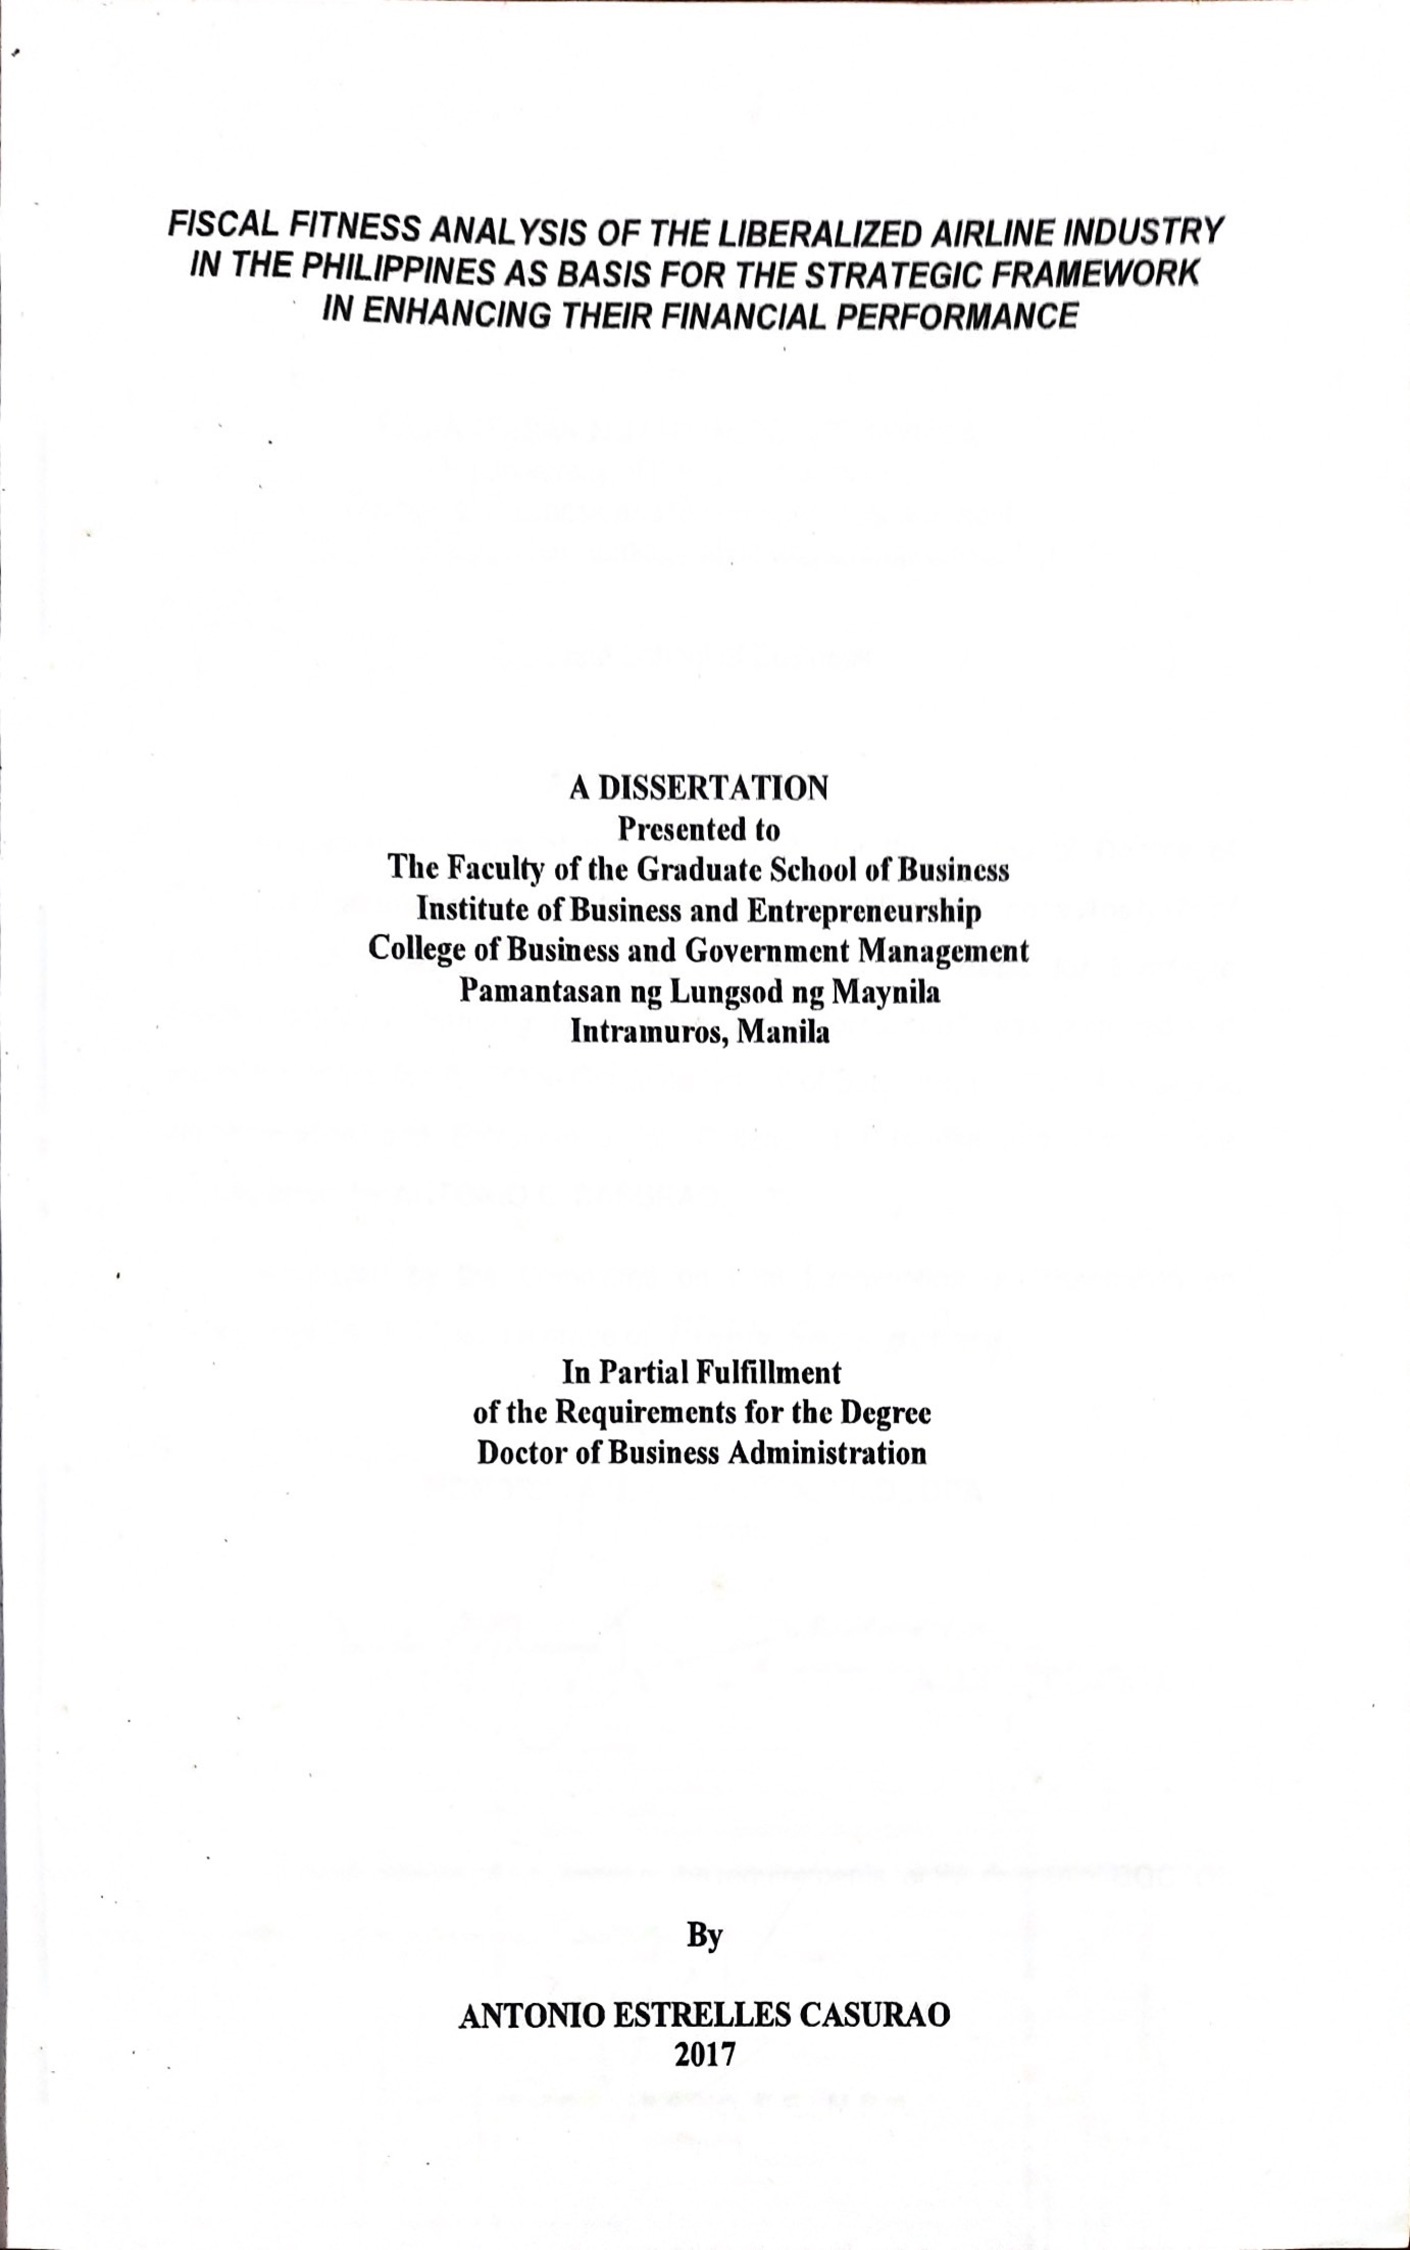 FISCAL FITNESS ANALYSIS OF THE LIBERALIZED AIRLINE INDUSTRY
IN THE PHILIPPINES AS BASIS FOR THE STRATEGIC FRAMEWORK
IN ENHANCING THEIR FINANCIAL PERFORMANCE
A DISSERTATION
Presented to
The Faculty of the Graduate School of Business
Institute of Business and Entrepreneurship
College of Business and Government Management
Pamantasan ng Lungsod ng Maynila
Intramuros, Manila
In Partial Fulfillment
of the Requirements for the Degree
Doctor of Business Administration
By
ANTONIO ESTRELLES CASURAO
2017